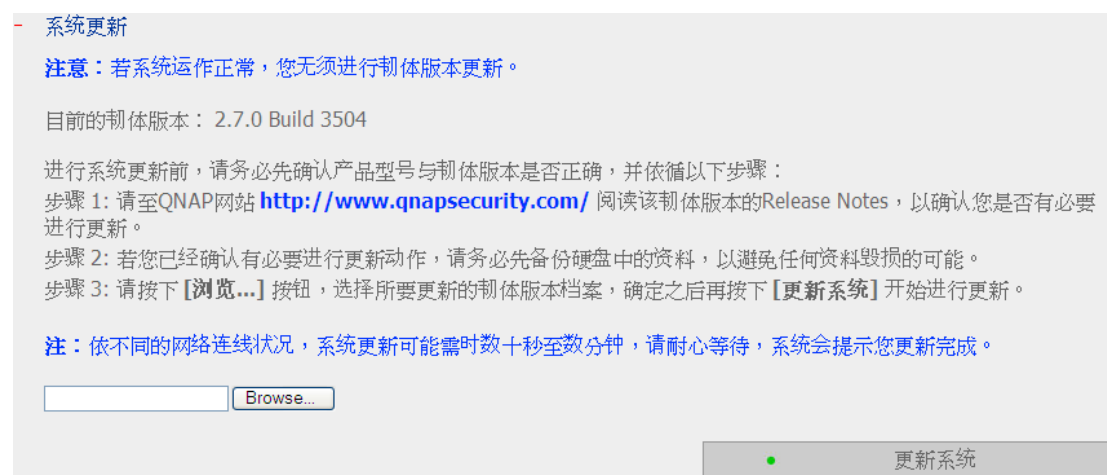 - 系统更新
注意：若系统运作正常，您无须进行韧体版本更新。
目前的韧体版本： 2.7.0 Build 3504
进行系统更新前，请务必先确认产品型号与韧体版本是否正确，并依循以下步骤：
步骤 1: 请至QNAP网站 http://www.qnapsecurity.com/ 阅读该韧体版本的Release Notes，以确认您是否有必要
进行更新。
步骤 2: 若您已经确认有必要进行更新动作，请务必先备份硬盘中的资料，以避免任何资料毁损的可能。
步骤 3: 请按下 [浏览...] 按钮，选择所要更新的韧体版本档案，确定之后再按下 [更新系统] 开始进行更新。
注：依不同的网络连线状况，系统更新可能需时数十秒至数分钟，请耐心等待，系统会提示您更新完成。
Browse...
更新系统